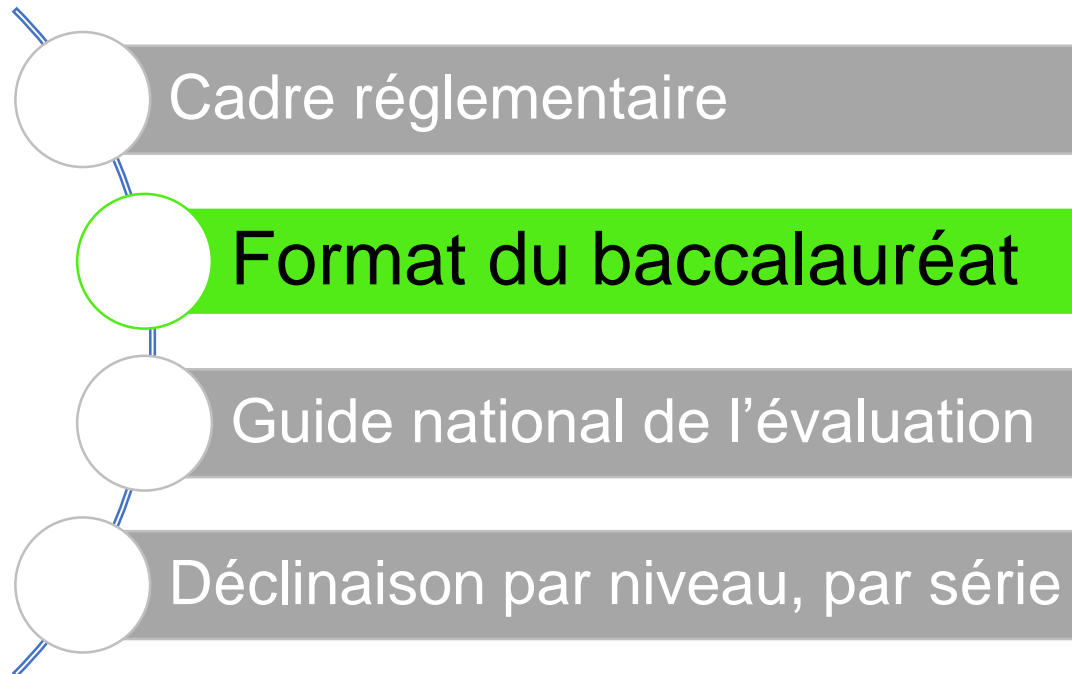 Cadre réglementaire
Format du baccalauréat
Guide national de l’évaluation
Déclinaison par niveau, par série